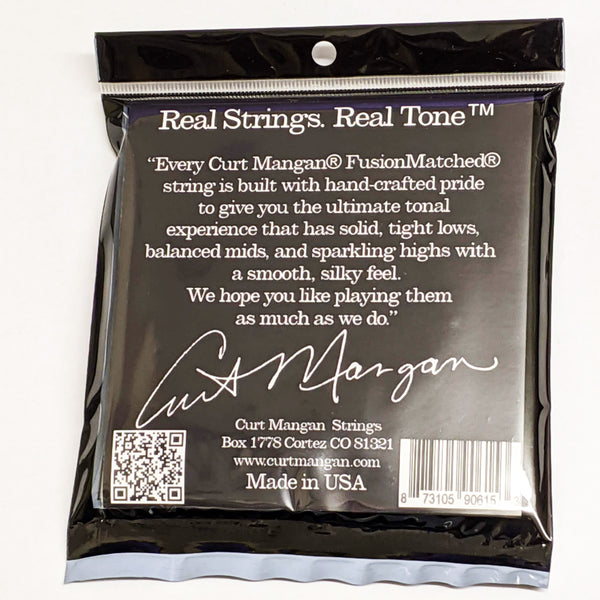 Real Strings. Real Tone™
“Every Curt Mangan® FusionMatched®
string is built with hand-crafted pride
to give you the ultimate tonal
experience that has solid, tight lows,
balanced mids, and sparkling highs with
a smooth, silky feel.
We hope you like playing them
as much as we do.”
Curt Mangan
Curt Mangan Strings
Box 1778 Cortez CO 81321
www.curtmangan.com
Made in USA
8 73105 90615